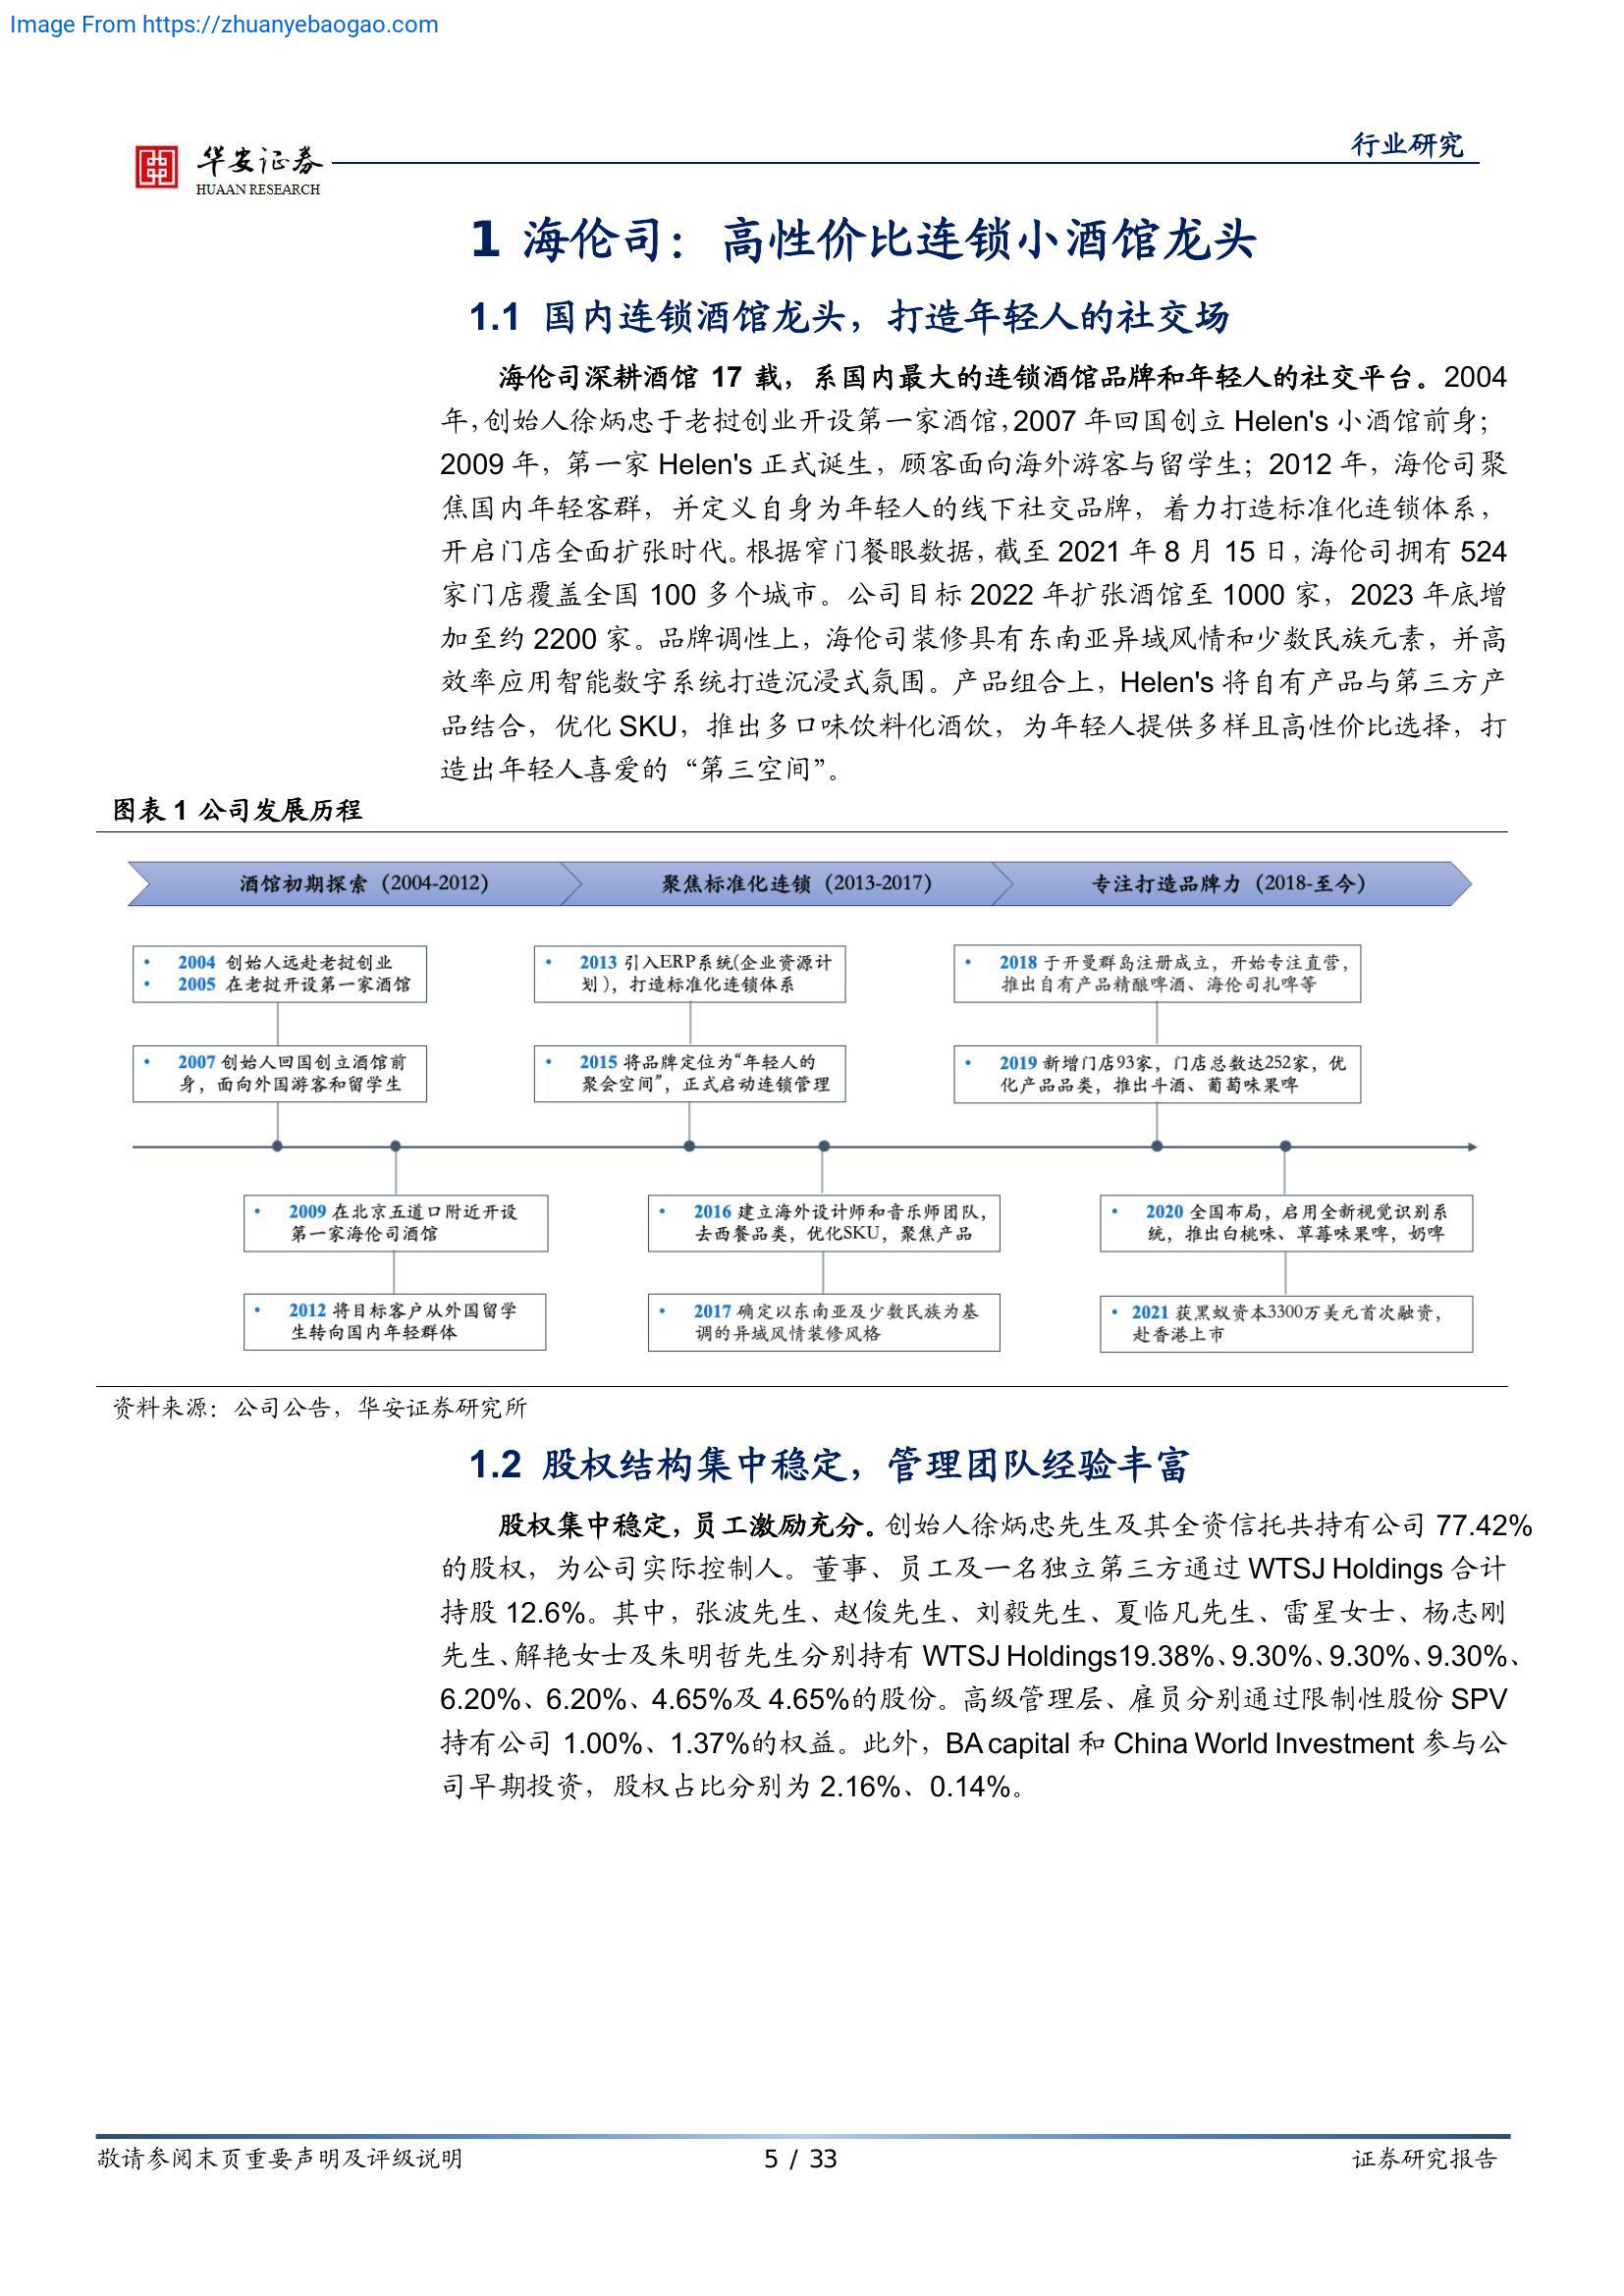 Image From https://zhuanyebaogao.com
华安证券
HUAAN RESEARCH
行业研究
1 海伦司：高性价比连锁小酒馆龙头
1.1 国内连锁酒馆龙头，打造年轻人的社交场
海伦司深耕酒馆 17 载，系国内最大的连锁酒馆品牌和年轻人的社交平台。2004
年，创始人徐炳忠于老挝创业开设第一家酒馆，2007 年回国创立 Helen's 小酒馆前身；
2009 年，第一家 Helen's 正式诞生，顾客面向海外游客与留学生；2012 年，海伦司聚
焦国内年轻客群，并定义自身为年轻人的线下社交品牌，着力打造标准化连锁体系，
开启门店全面扩张时代。根据窄门餐眼数据，截至 2021 年 8 月 15 日，海伦司拥有 524
家门店覆盖全国 100 多个城市。公司目标 2022 年扩张酒馆至 1000 家，2023 年底增
加至约 2200 家。品牌调性上，海伦司装修具有东南亚异域风情和少数民族元素，并高
效率应用智能数字系统打造沉浸式氛围。产品组合上，Helen's 将自有产品与第三方产
品结合，优化 SKU，推出多口味饮料化酒饮，为年轻人提供多样且高性价比选择，打
造出年轻人喜爱的“第三空间”。
图表 1 公司发展历程
酒馆初期探索（2004-2012）
聚焦标准化连锁（2013-2017）
专注打造品牌力（2018-至今）
• 2004 创始人远赴老挝创业
• 2005 在老挝开设第一家酒馆
• 2013 引入ERP系统(企业资源计
划），打造标准化连锁体系
• 2018 于开曼群岛注册成立，开始专注直营，
推出自有产品精酿啤酒、海伦司扎啤等
• 2007 创始人回国创立酒馆前
身，面向外国游客和留学生
• 2015 将品牌定位为“年轻人的
聚会空间”，正式启动连锁管理
• 2019 新增门店93家，门店总数达252家，优
化产品品类，推出斗酒、葡萄味果啤
• 2009 在北京五道口附近开设
第一家海伦司酒馆
• 2016 建立海外设计师和音乐师团队，
去西餐品类，优化SKU，聚焦产品
• 2020 全国布局，启用全新视觉识别系
统，推出白桃味、草莓味果啤，奶啤
• 2012 将目标客户从外国留学
生转向国内年轻群体
• 2017 确定以东南亚及少数民族为基
调的异域风情装修风格
• 2021 获黑蚁资本3300万美元首次融资，
赴香港上市
资料来源：公司公告，华安证券研究所
1.2 股权结构集中稳定，管理团队经验丰富
股权集中稳定，员工激励充分。创始人徐炳忠先生及其全资信托共持有公司 77.42%
的股权，为公司实际控制人。董事、员工及一名独立第三方通过 WTSJ Holdings 合计
持股 12.6%。其中，张波先生、赵俊先生、刘毅先生、夏临凡先生、雷星女士、杨志刚
先生、解艳女士及朱明哲先生分别持有 WTSJ Holdings19.38%、9.30%、9.30%、9.30%、
6.20%、6.20%、4.65%及 4.65%的股份。高级管理层、雇员分别通过限制性股份 SPV
持有公司 1.00%、1.37%的权益。此外，BA capital 和 China World Investment 参与公
司早期投资，股权占比分别为 2.16%、0.14%。
敬请参阅末页重要声明及评级说明
5 / 33
证券研究报告